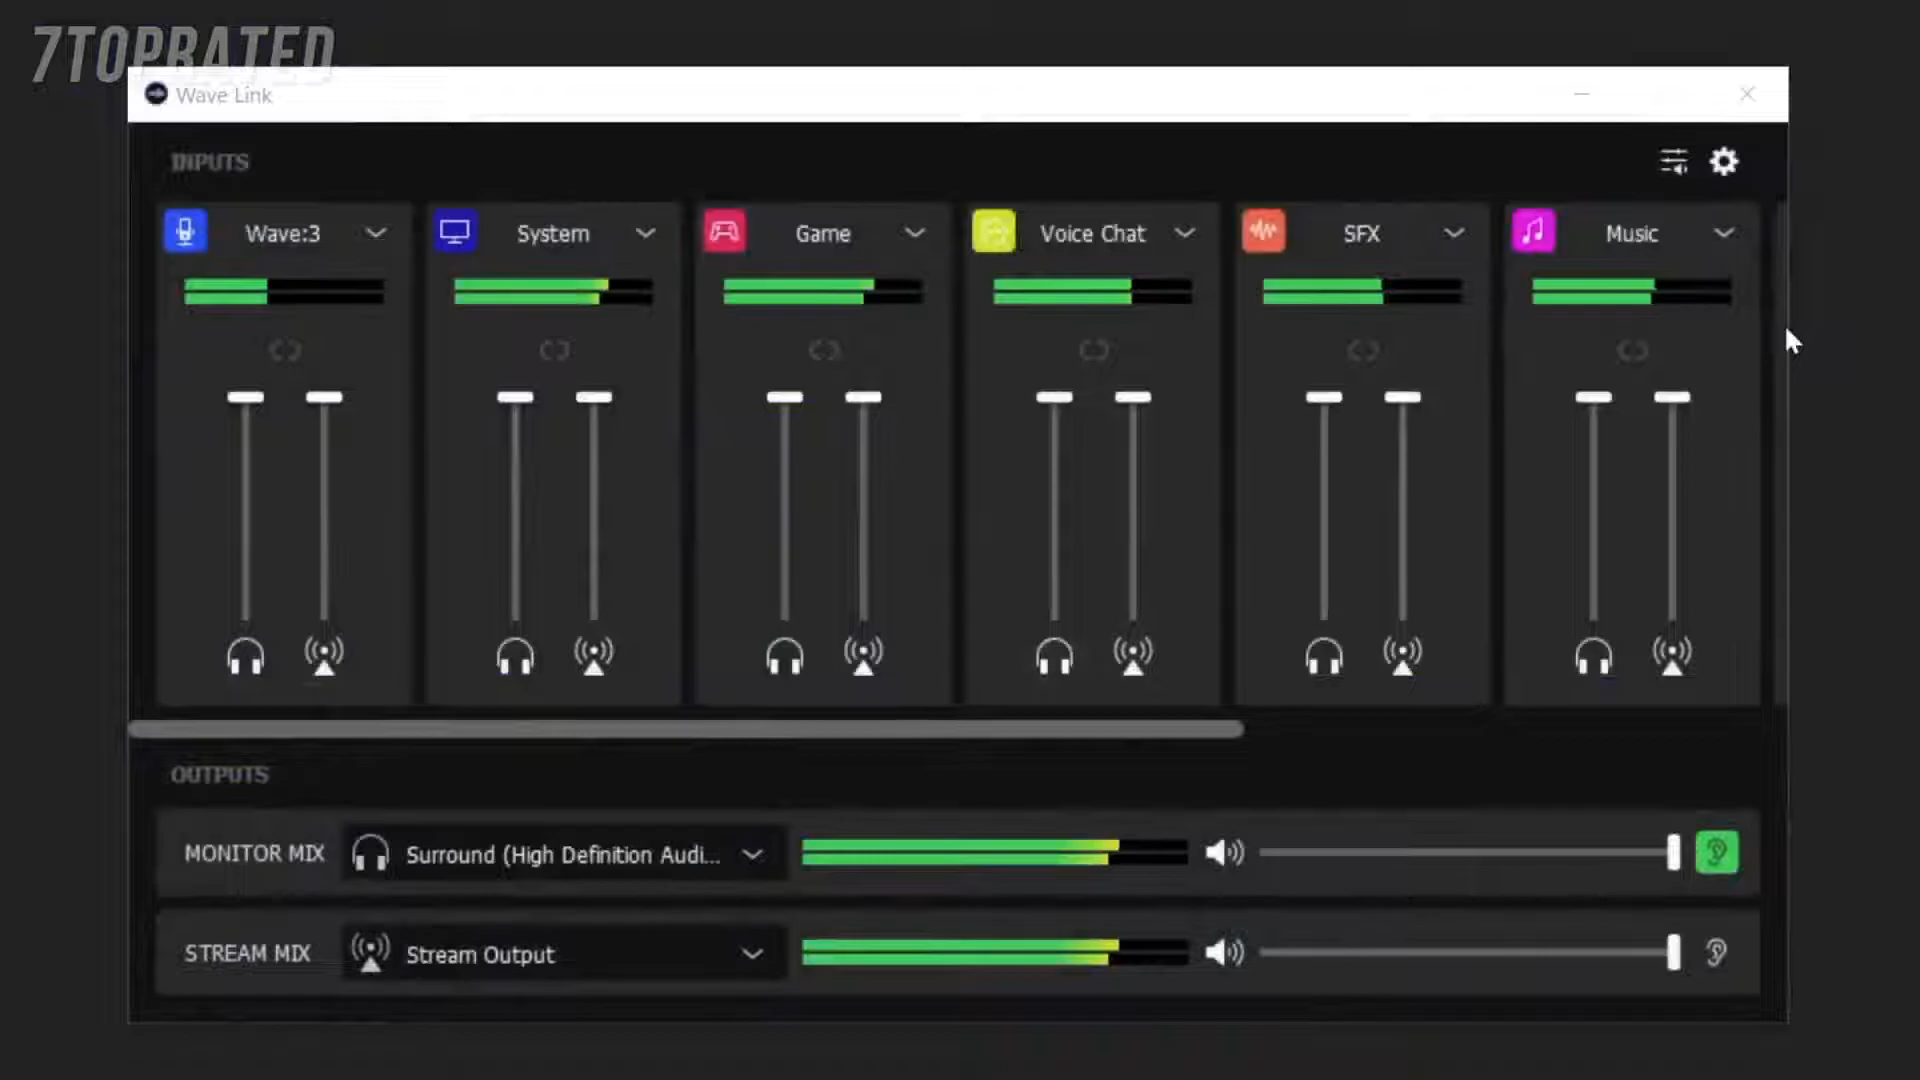 7TOPRATED
Wave Link
INPUTS
Wave:3
System
Game
Voice Chat
SFX
Music
OUTPUTS
MONITOR MIX
Surround (High Definition Audi...
STREAM MIX
Stream Output